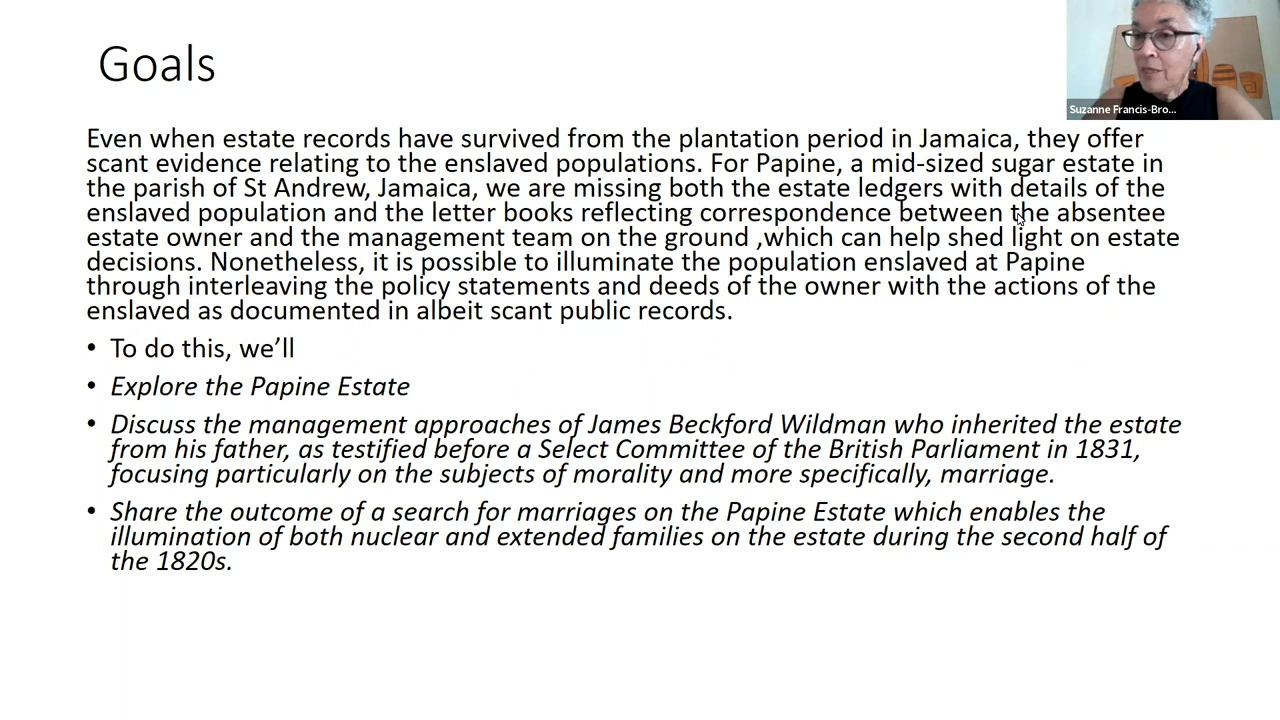 Goals
Suzanne Francis-Bro...
Even when estate records have survived from the plantation period in Jamaica, they offer
scant evidence relating to the enslaved populations. For Papine, a mid-sized sugar estate in
the parish of St Andrew, Jamaica, we are missing both the estate ledgers with details of the
enslaved population and the letter books reflecting correspondence between the absentee
estate owner and the management team on the ground ,which can help shed light on estate
decisions. Nonetheless, it is possible to illuminate the population enslaved at Papine
through interleaving the policy statements and deeds of the owner with the actions of the
enslaved as documented in albeit scant public records.
• To do this, we’ll
• Explore the Papine Estate
• Discuss the management approaches of James Beckford Wildman who inherited the estate
from his father, as testified before a Select Committee of the British Parliament in 1831,
focusing particularly on the subjects of morality and more specifically, marriage.
• Share the outcome of a search for marriages on the Papine Estate which enables the
illumination of both nuclear and extended families on the estate during the second half of
the 1820s.